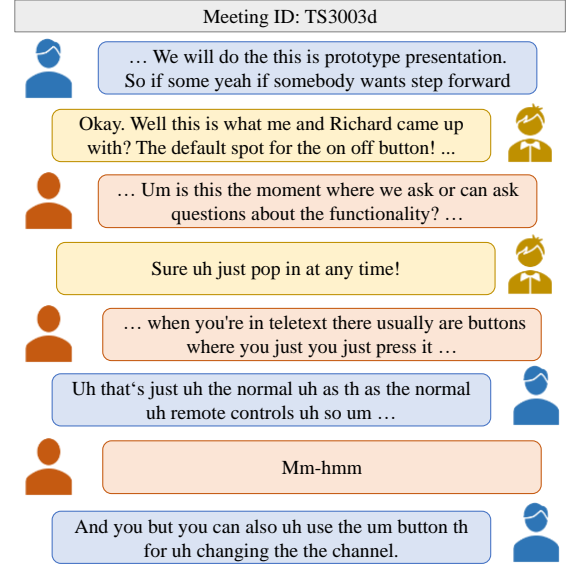 Meeting ID: TS3003d
… We will do the this is prototype presentation.
So if some yeah if somebody wants step forward
Okay. Well this is what me and Richard came up
with? The default spot for the on off button! ...
… Um is this the moment where we ask or can ask
questions about the functionality? …
Sure uh just pop in at any time!
… when you're in teletext there usually are buttons
where you just you just press it …
Uh that‘s just uh the normal uh as th as the normal
uh remote controls uh so um …
Mm-hmm
And you but you can also uh use the um button th
for uh changing the the channel.